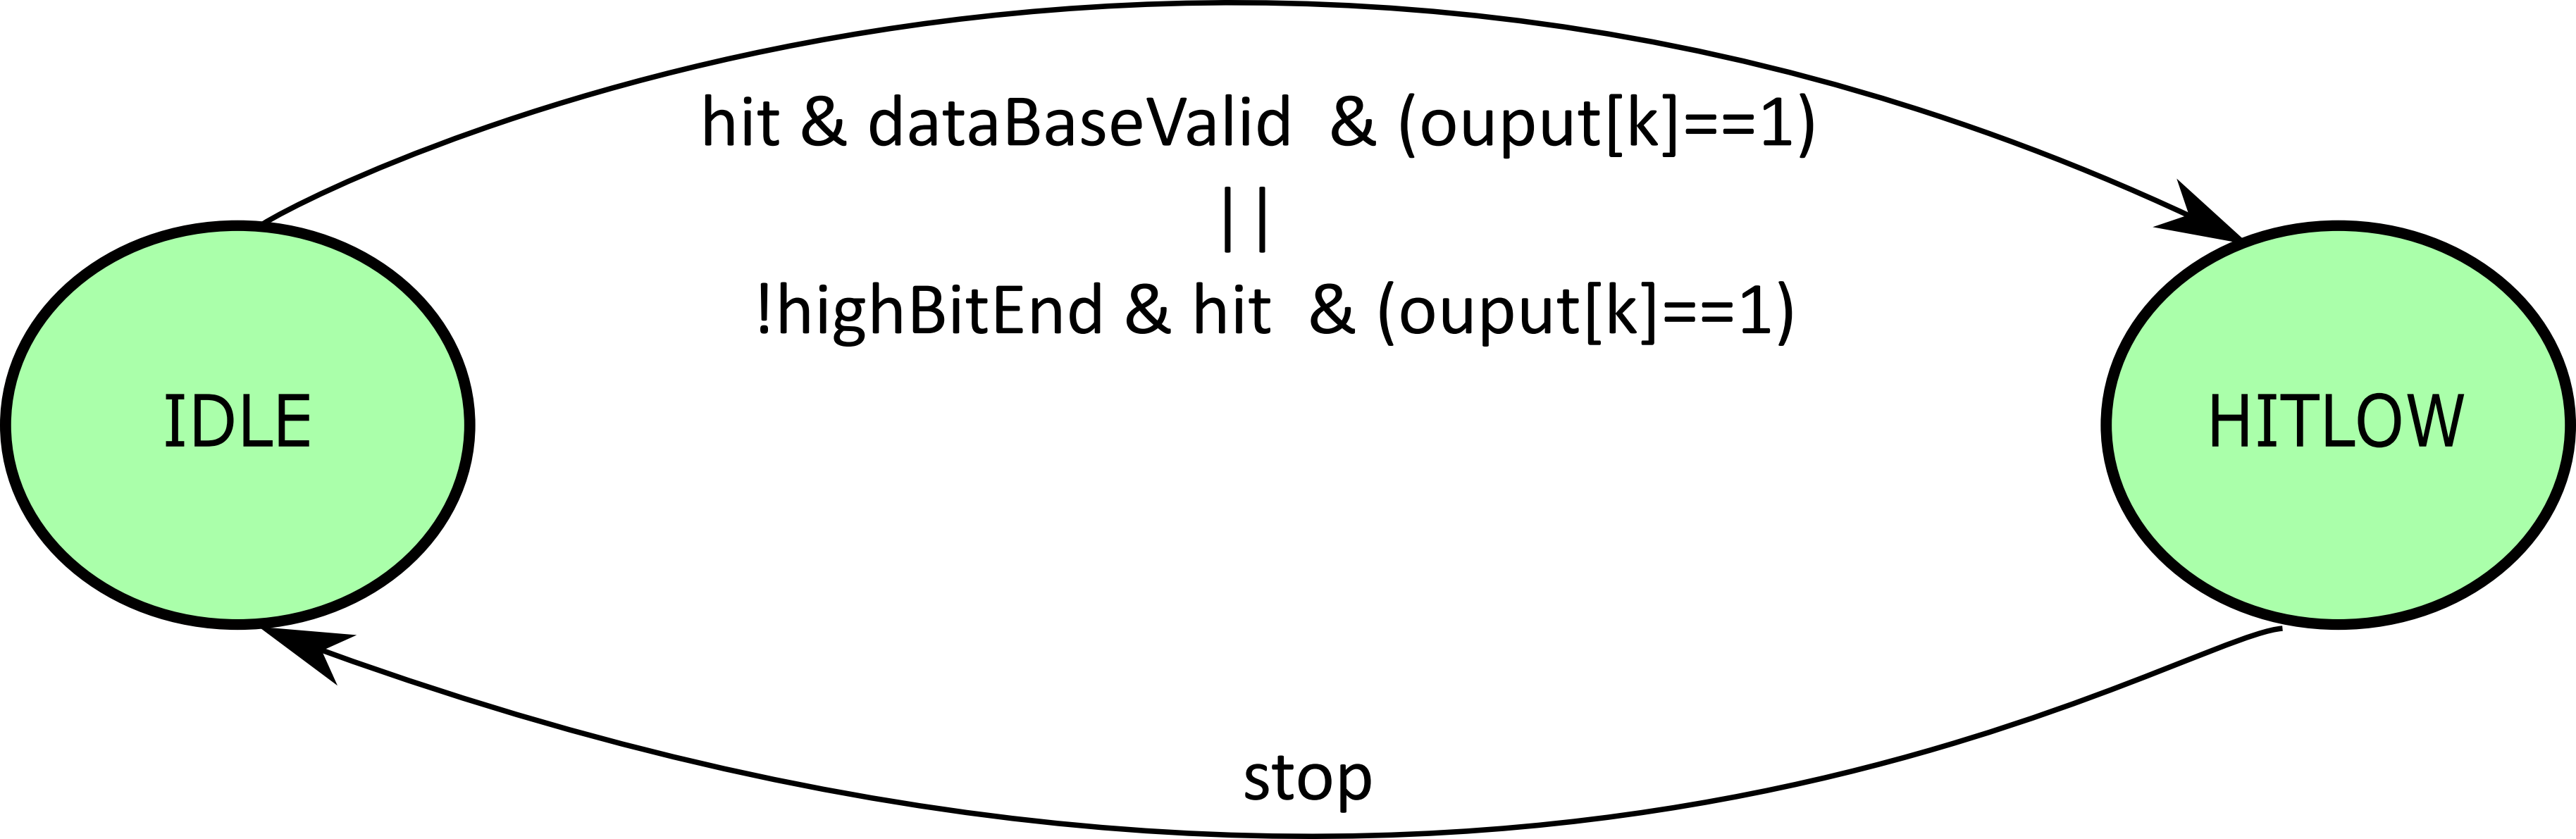 hit & dataBaseValid & (ouput[k]==1)
||
!highBitEnd & hit & (ouput[k]==1)
IDLE
HITLOW
stop